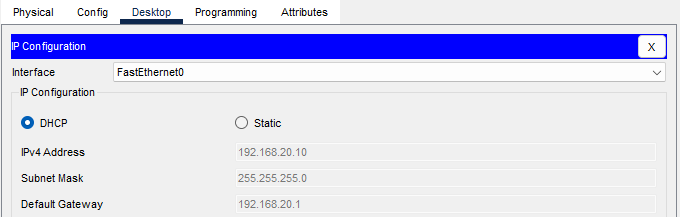 Physical Config Desktop Programming Attributes
IP Configuration X
Interface FastEthernet0
IP Configuration
DHCP Static
IPv4 Address 192.168.20.10
Subnet Mask 255.255.255.0
Default Gateway 192.168.20.1